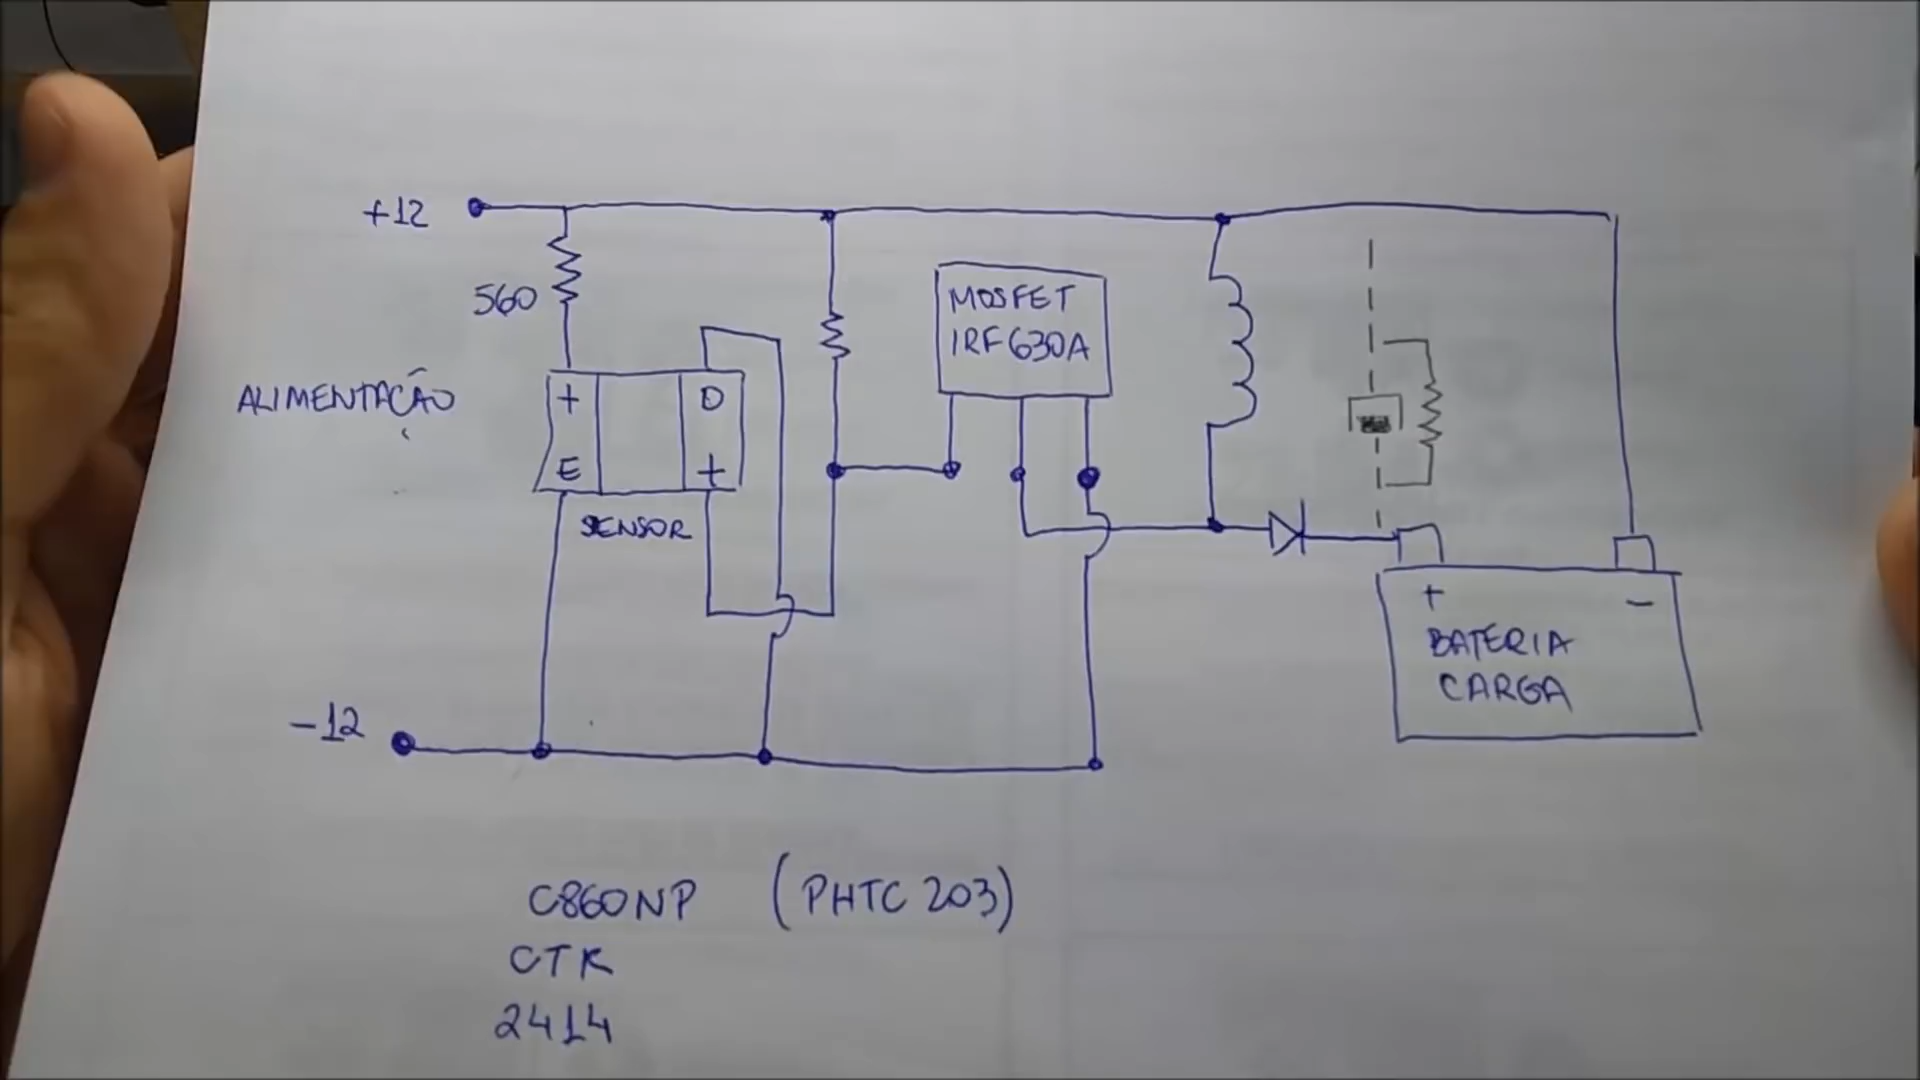 +12
560
MOSFET
IRF630A
ALIMENTAÇÃO
+ D
E +
SENSOR
+ -
BATERIA
CARGA
-12
C860NP (PHTC 203)
CTK
2414